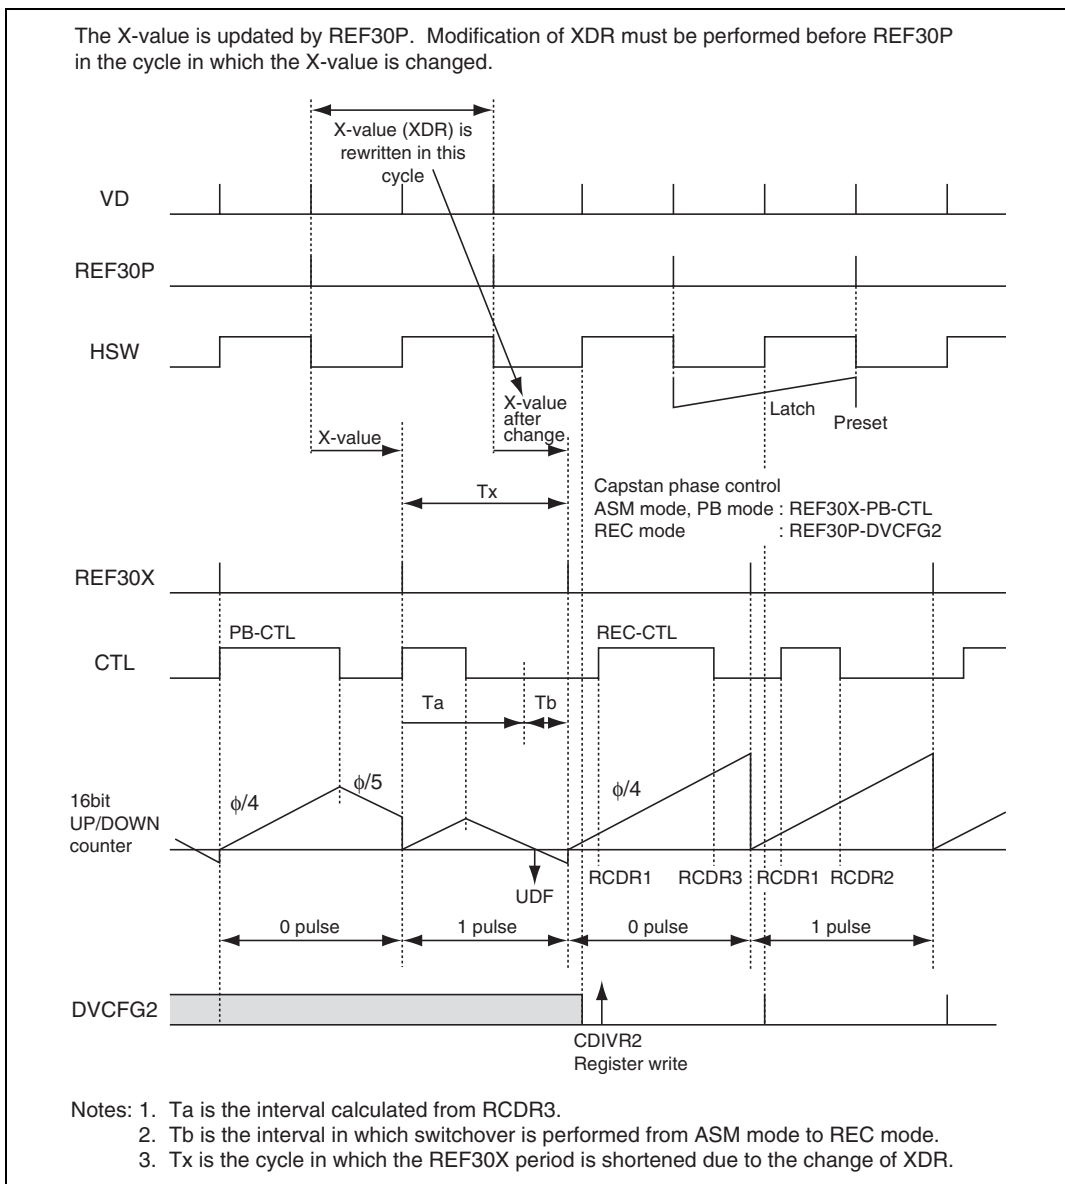 The X-value is updated by REF30P. Modification of XDR must be performed before REF30P
in the cycle in which the X-value is changed.
X-value (XDR) is
rewritten in this
cycle
VD
REF30P
HSW
X-value
after
change
Latch
Preset
X-value
Tx
Capstan phase control
ASM mode, PB mode : REF30X-PB-CTL
REC mode : REF30P-DVCFG2
REF30X
PB-CTL
REC-CTL
CTL
Ta
Tb
ϕ/4
ϕ/5
ϕ/4
16bit
UP/DOWN
counter
UDF
RCDR1
RCDR3
RCDR1
RCDR2
0 pulse
1 pulse
0 pulse
1 pulse
DVCFG2
CDIVR2
Register write
Notes: 1. Ta is the interval calculated from RCDR3.
2. Tb is the interval in which switchover is performed from ASM mode to REC mode.
3. Tx is the cycle in which the REF30X period is shortened due to the change of XDR.